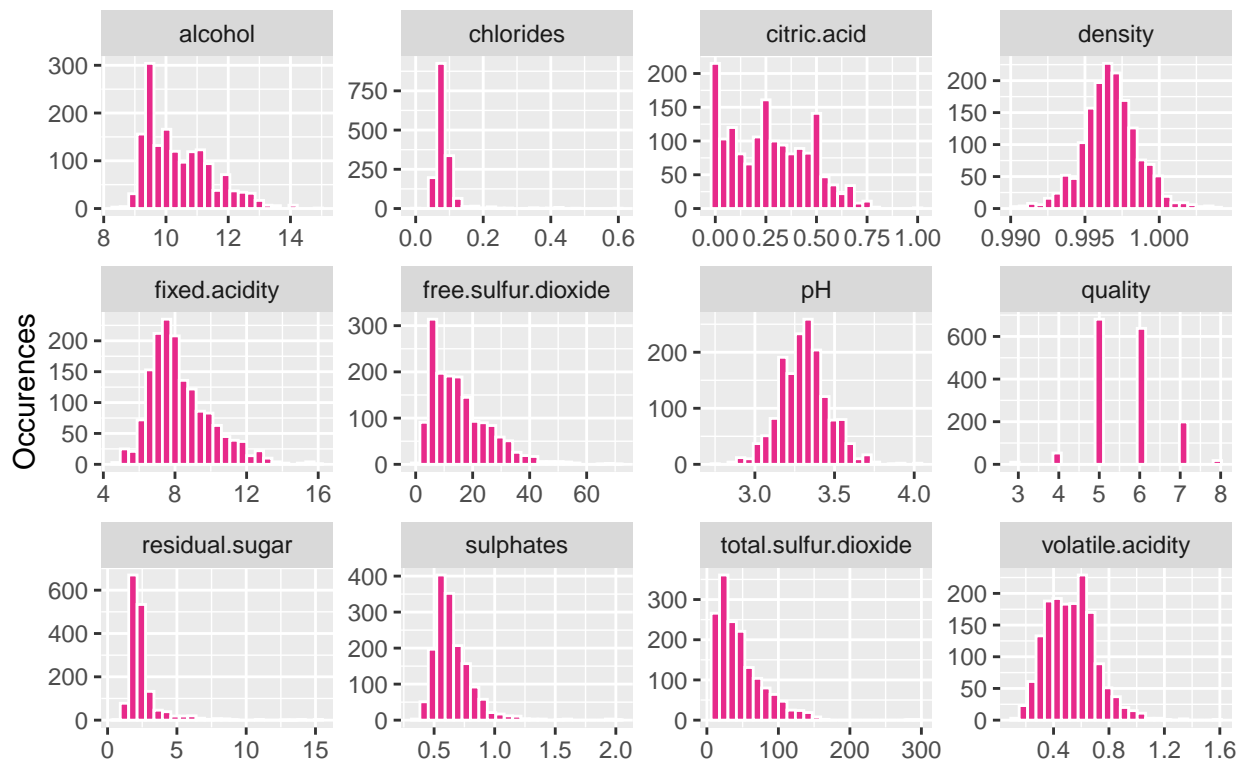 Occurences
alcohol
300
200
100
0
8 10 12 14
chlorides
750
500
250
0
0.0 0.2 0.4 0.6
citric.acid
200
150
100
50
0
0.00 0.25 0.50 0.75 1.00
density
200
150
100
50
0
0.990 0.995 1.000
fixed.acidity
200
150
100
50
0
4 8 12 16
free.sulfur.dioxide
300
200
100
0
0 20 40 60
pH
200
100
0
3.0 3.5 4.0
quality
600
400
200
0
3 4 5 6 7 8
residual.sugar
600
400
200
0
0 5 10 15
sulphates
400
300
200
100
0
0.5 1.0 1.5 2.0
total.sulfur.dioxide
300
200
100
0
0 100 200 300
volatile.acidity
200
150
100
50
0
0.4 0.8 1.2 1.6